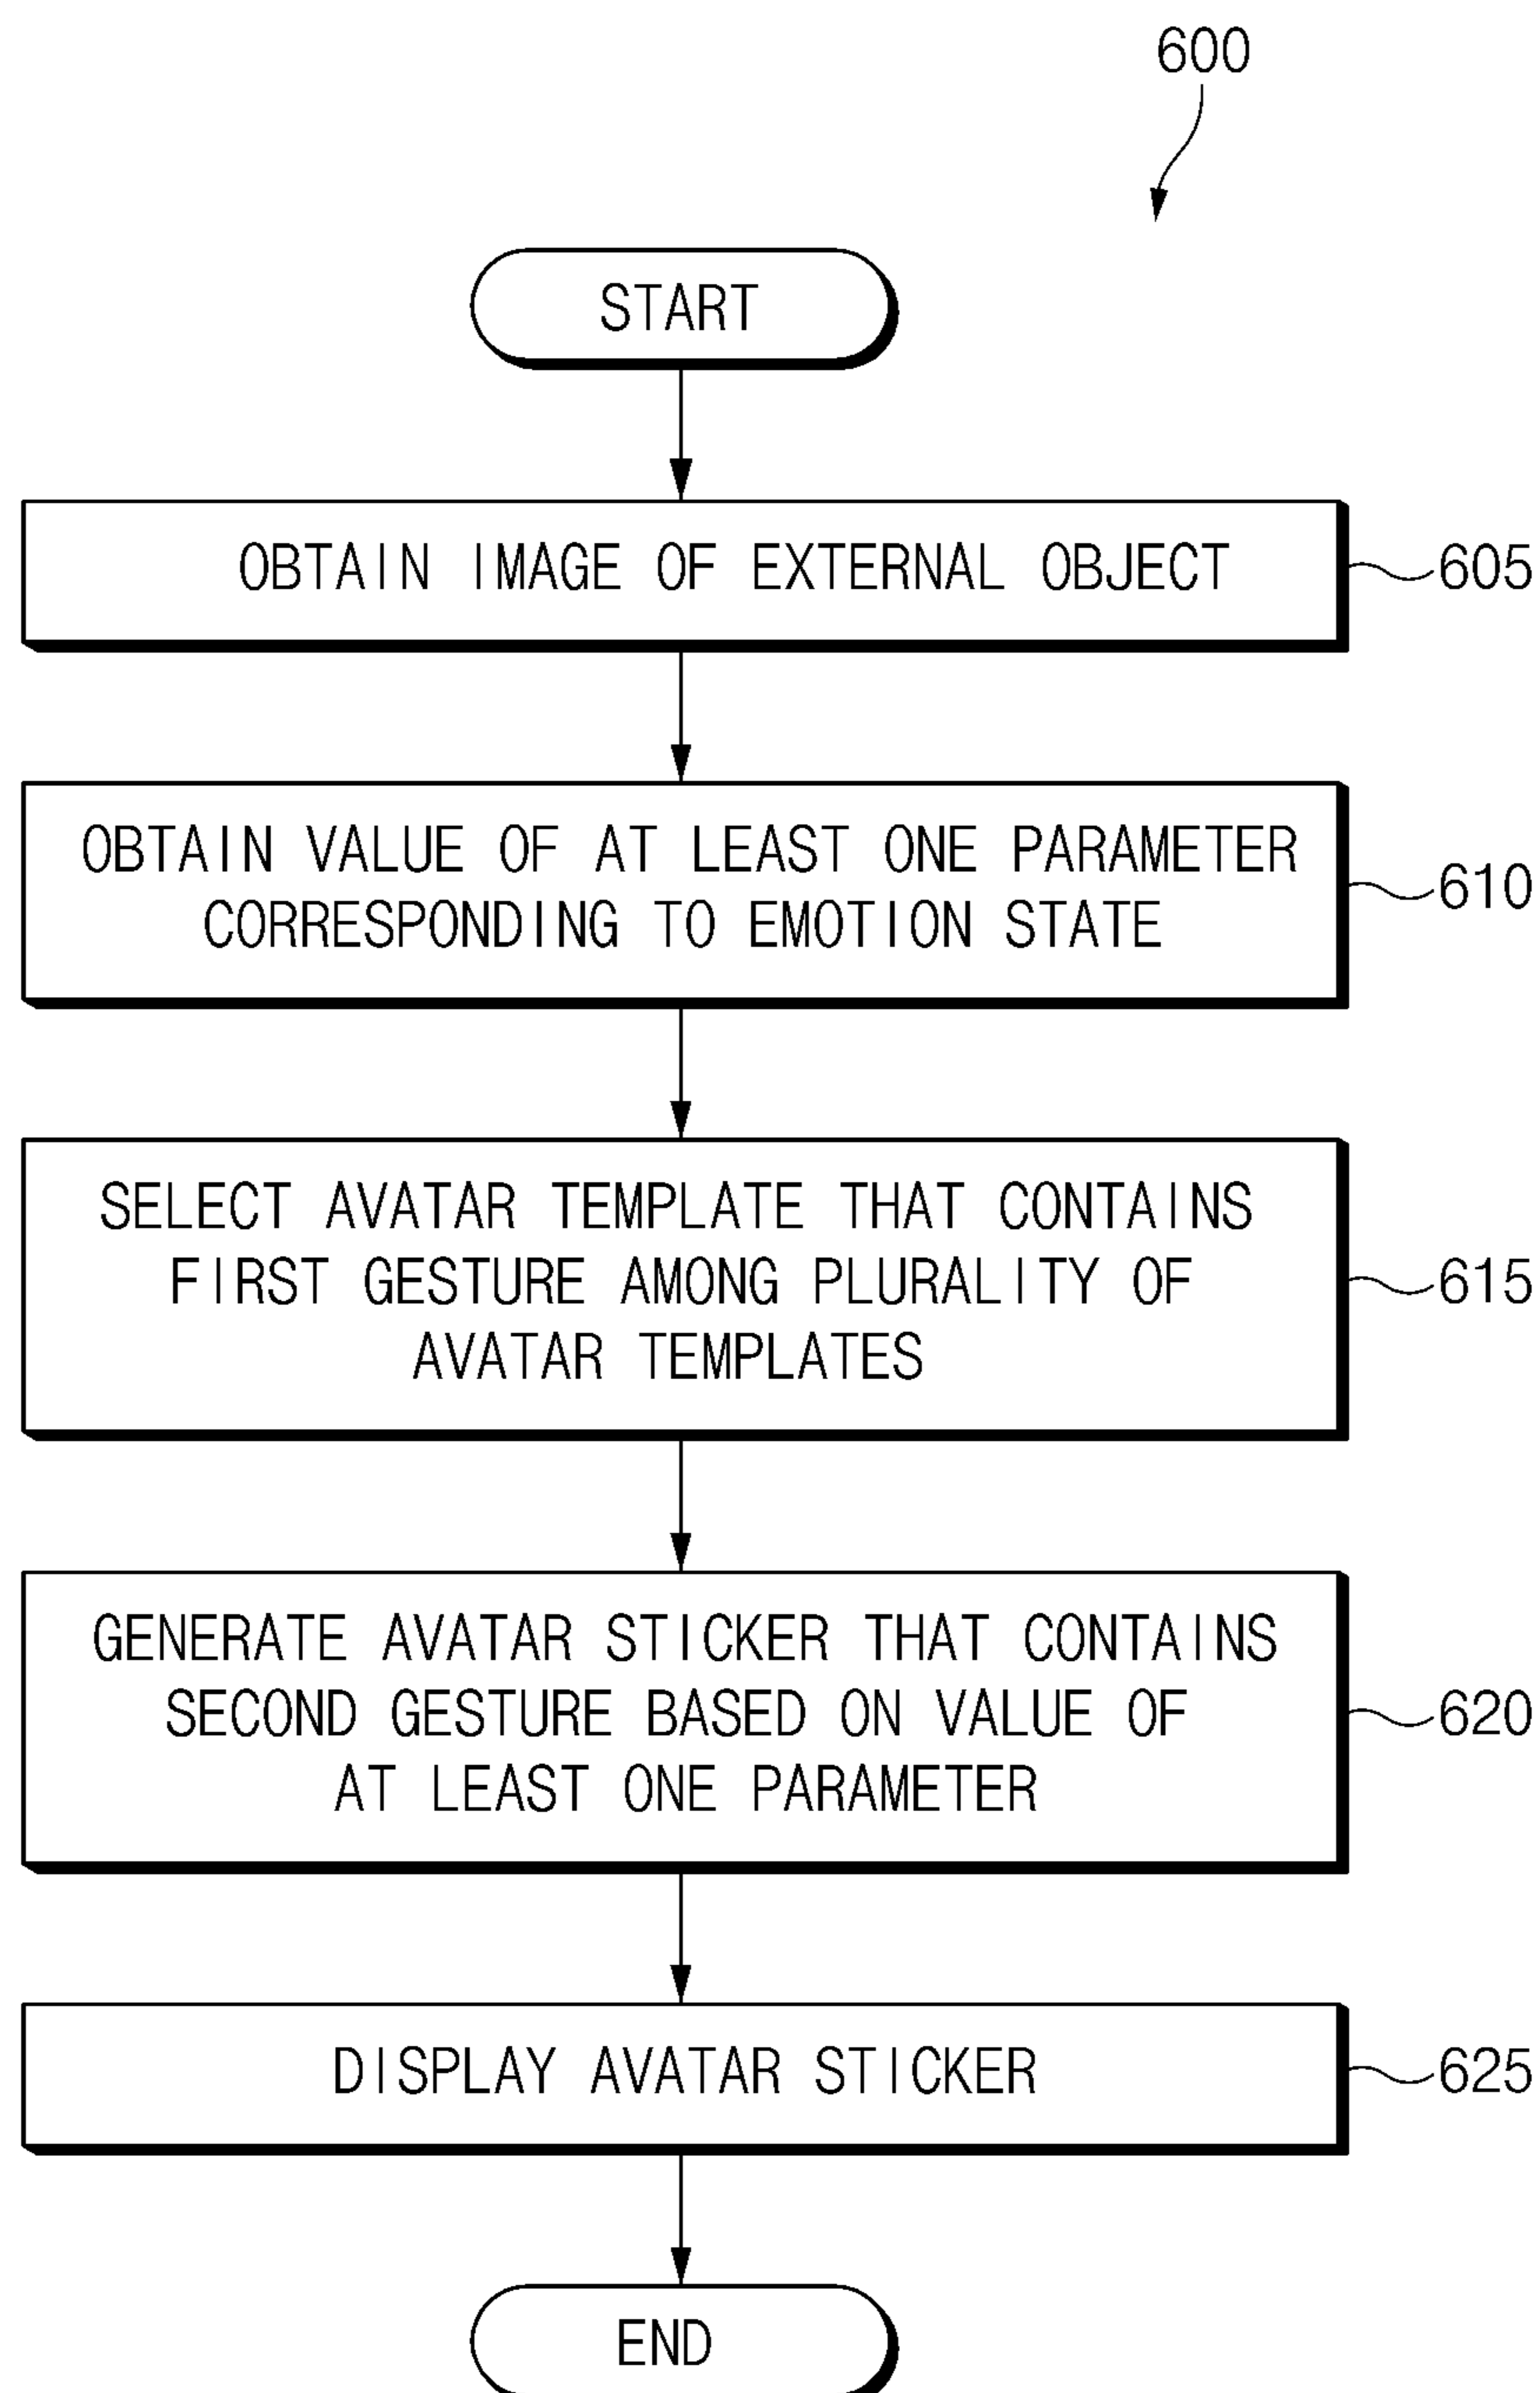 600
START
OBTAIN IMAGE OF EXTERNAL OBJECT
605
OBTAIN VALUE OF AT LEAST ONE PARAMETER
CORRESPONDING TO EMOTION STATE
610
SELECT AVATAR TEMPLATE THAT CONTAINS
FIRST GESTURE AMONG PLURALITY OF
AVATAR TEMPLATES
615
GENERATE AVATAR STICKER THAT CONTAINS
SECOND GESTURE BASED ON VALUE OF
AT LEAST ONE PARAMETER
620
DISPLAY AVATAR STICKER
625
END